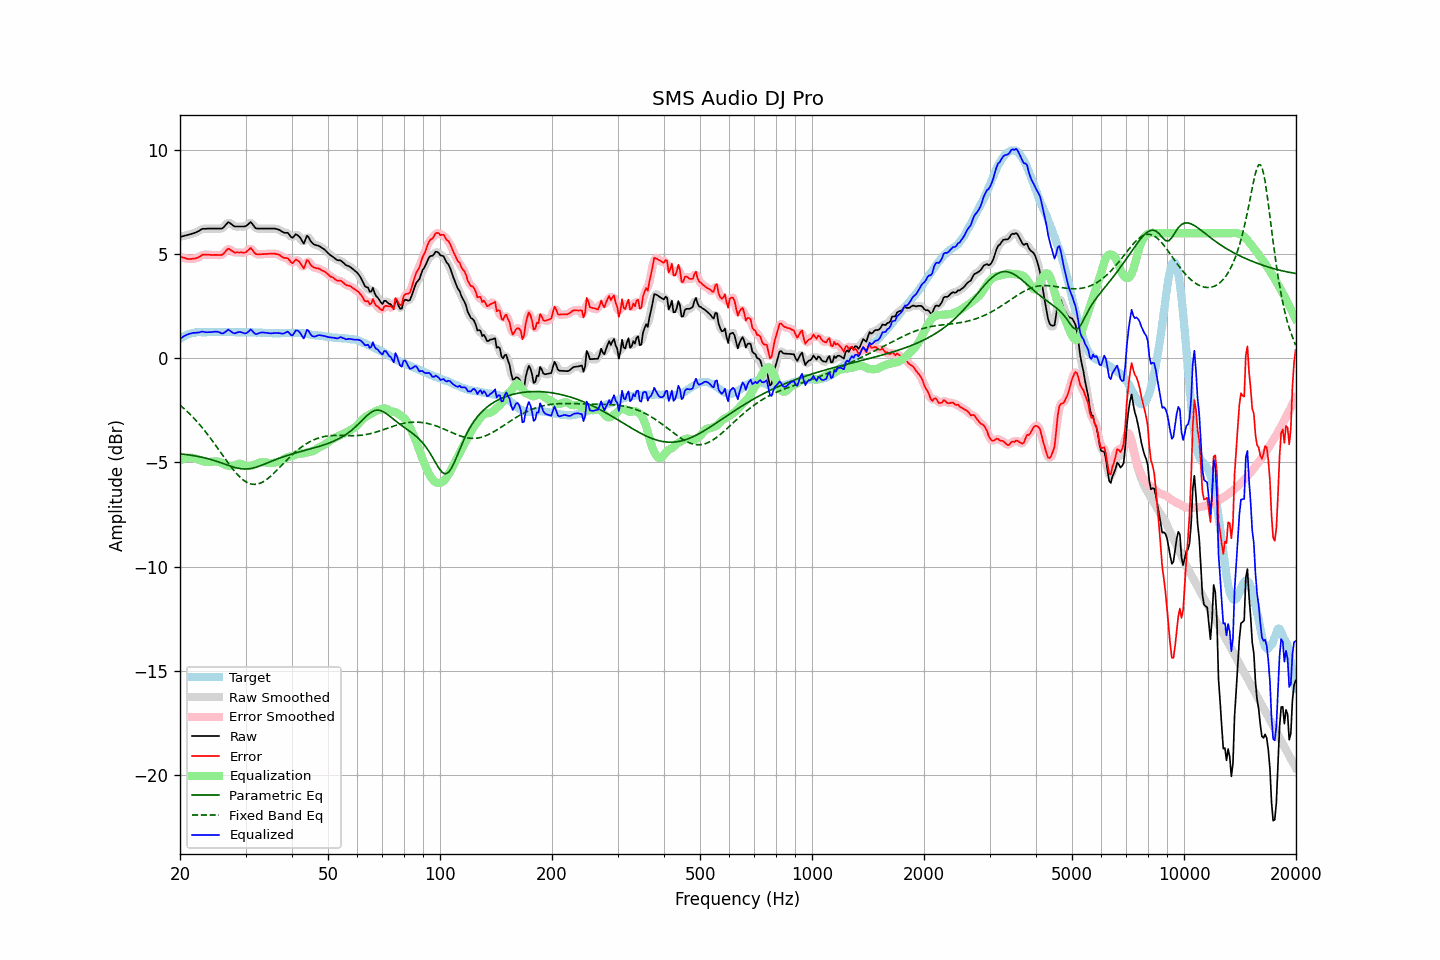 SMS Audio DJ Pro
10
5
0
−5
−10
−15
−20
Amplitude (dBr)
Target
Raw Smoothed
Error Smoothed
Raw
Error
Equalization
Parametric Eq
Fixed Band Eq
Equalized
20 50 100 200 500 1000 2000 5000 10000 20000
Frequency (Hz)